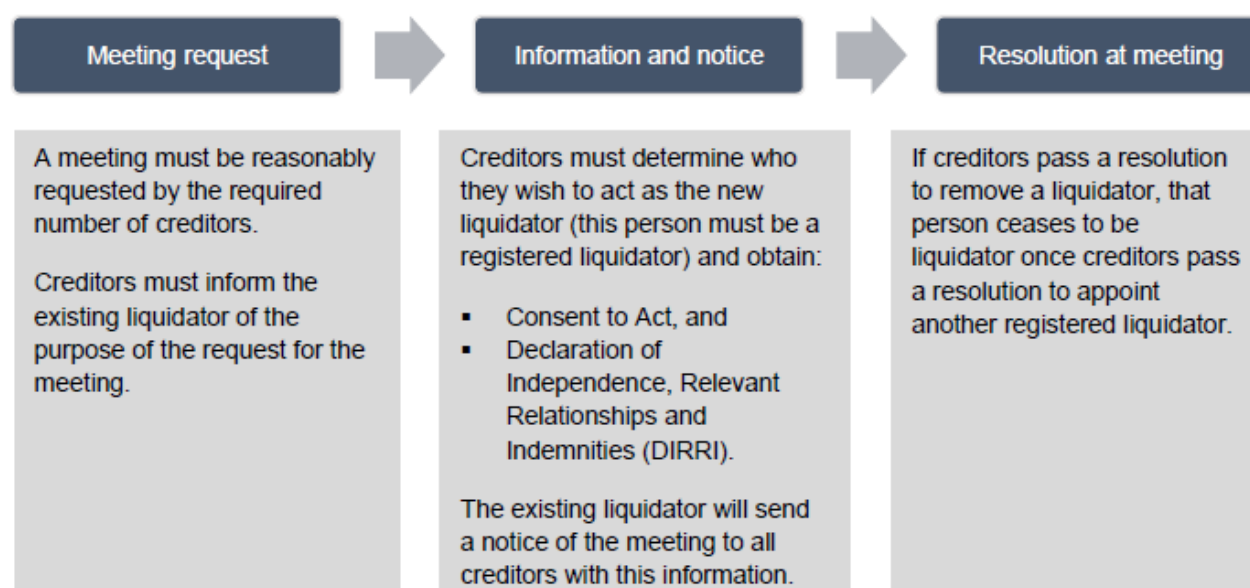 Meeting request
Information and notice
Resolution at meeting
A meeting must be reasonably
requested by the required
number of creditors.
Creditors must inform the
existing liquidator of the
purpose of the request for the
meeting.
Creditors must determine who
they wish to act as the new
liquidator (this person must be a
registered liquidator) and obtain:
▪ Consent to Act, and
▪ Declaration of
Independence, Relevant
Relationships and
Indemnities (DIRRI).
The existing liquidator will send
a notice of the meeting to all
creditors with this information.
If creditors pass a resolution
to remove a liquidator, that
person ceases to be
liquidator once creditors pass
a resolution to appoint
another registered liquidator.